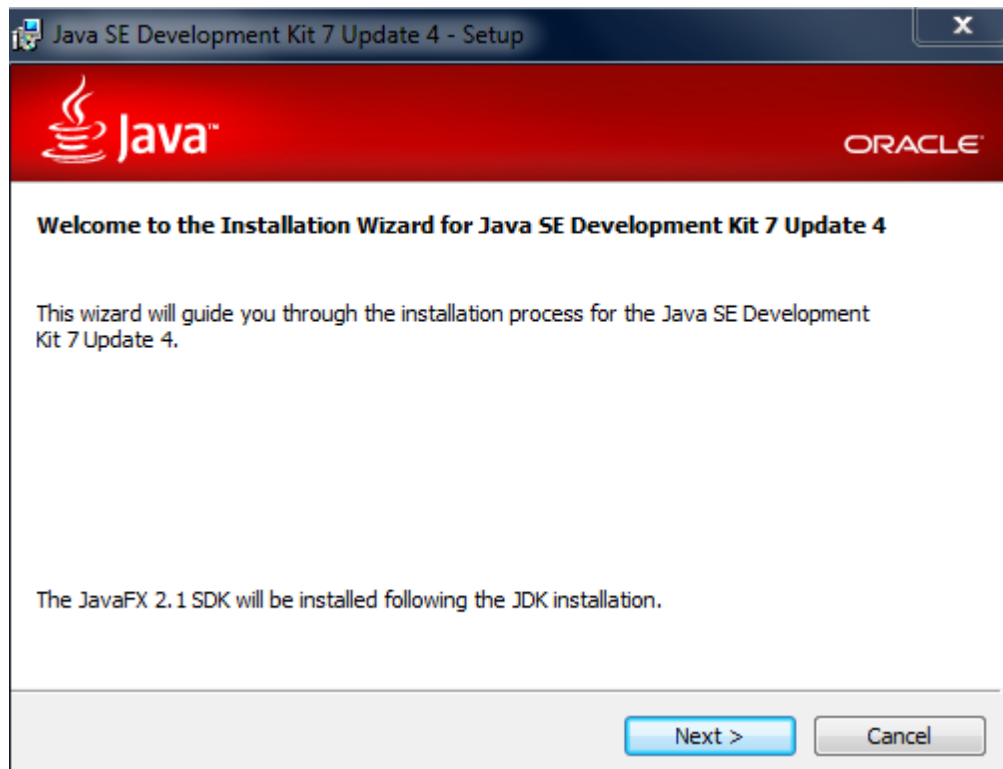 Java SE Development Kit 7 Update 4 - Setup
Java™
ORACLE
Welcome to the Installation Wizard for Java SE Development Kit 7 Update 4
This wizard will guide you through the installation process for the Java SE Development
Kit 7 Update 4.
The JavaFX 2.1 SDK will be installed following the JDK installation.
Next >
Cancel